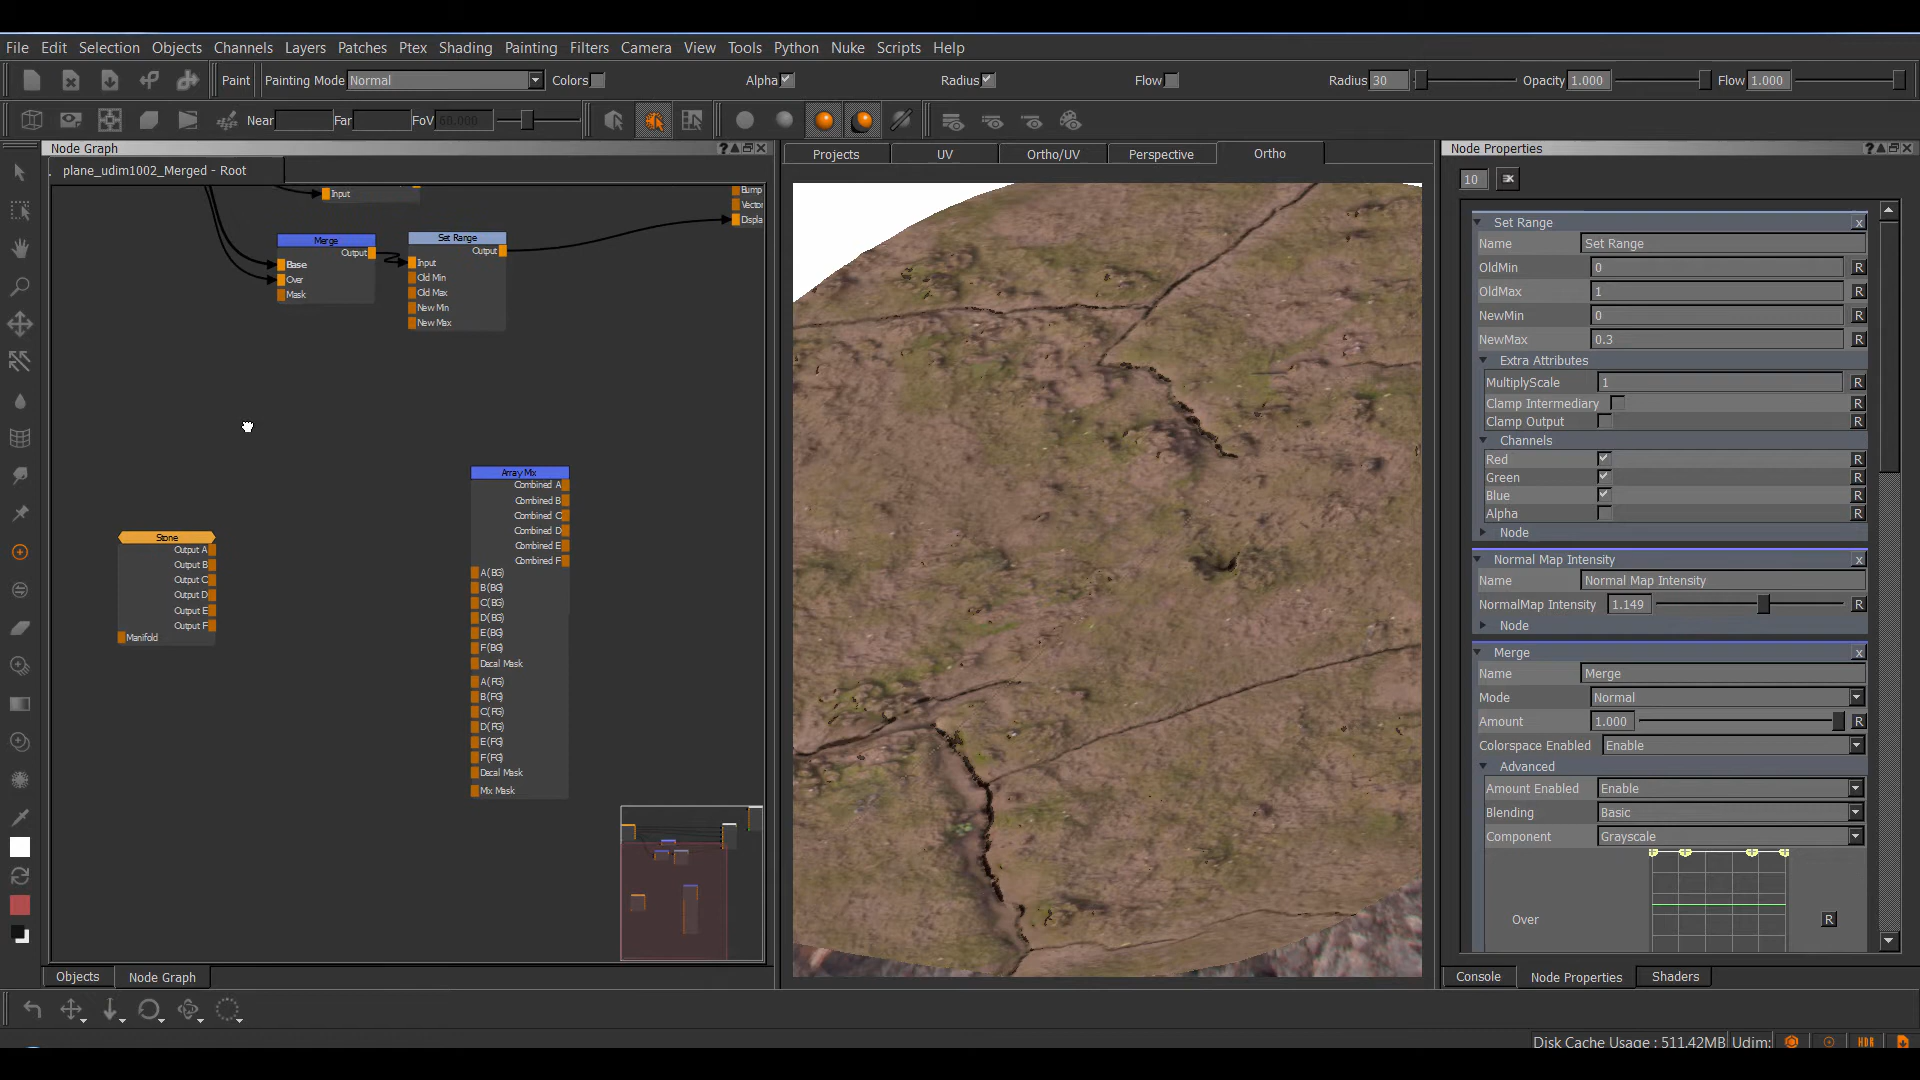 File Edit Selection Objects Channels Layers Patches Ptex Shading Painting Filters Camera View Tools Python Nuke Scripts Help
Paint Painting Mode Normal Colors Alpha Radius Flow Radius 30 Opacity 1.000 Flow 1.000
Near Far FoV 68.000
Node Graph
plane_udim1002_Merged - Root
Input
Bump
Vector
Displa
Merge
Output
Base
Over
Mask
Set Range
Output
Input
Old Min
Old Max
New Min
New Max
Array Mix
Combined A
Combined B
Combined C
Combined D
Combined E
Combined F
A(BG)
B(BG)
C(BG)
D(BG)
E(BG)
F(BG)
Decal Mask
A(FG)
B(FG)
C(FG)
D(FG)
E(FG)
F(FG)
Decal Mask
Mix Mask
Stone
Output A
Output B
Output C
Output D
Output E
Output F
Manifold
Objects Node Graph
Projects UV Ortho/UV Perspective Ortho
Node Properties
10
Set Range x
Name Set Range
OldMin 0 R
OldMax 1 R
NewMin 0 R
NewMax 0.3 R
Extra Attributes
MultiplyScale 1 R
Clamp Intermediary R
Clamp Output R
Channels
Red R
Green R
Blue R
Alpha R
Node
Normal Map Intensity x
Name Normal Map Intensity
NormalMap Intensity 1.149 R
Node
Merge x
Name Merge
Mode Normal
Amount 1.000 R
Colorspace Enabled Enable
Advanced
Amount Enabled Enable
Blending Basic
Component Grayscale
Over R
Console Node Properties Shaders
Disk Cache Usage : 511.42MB Udim: HDR